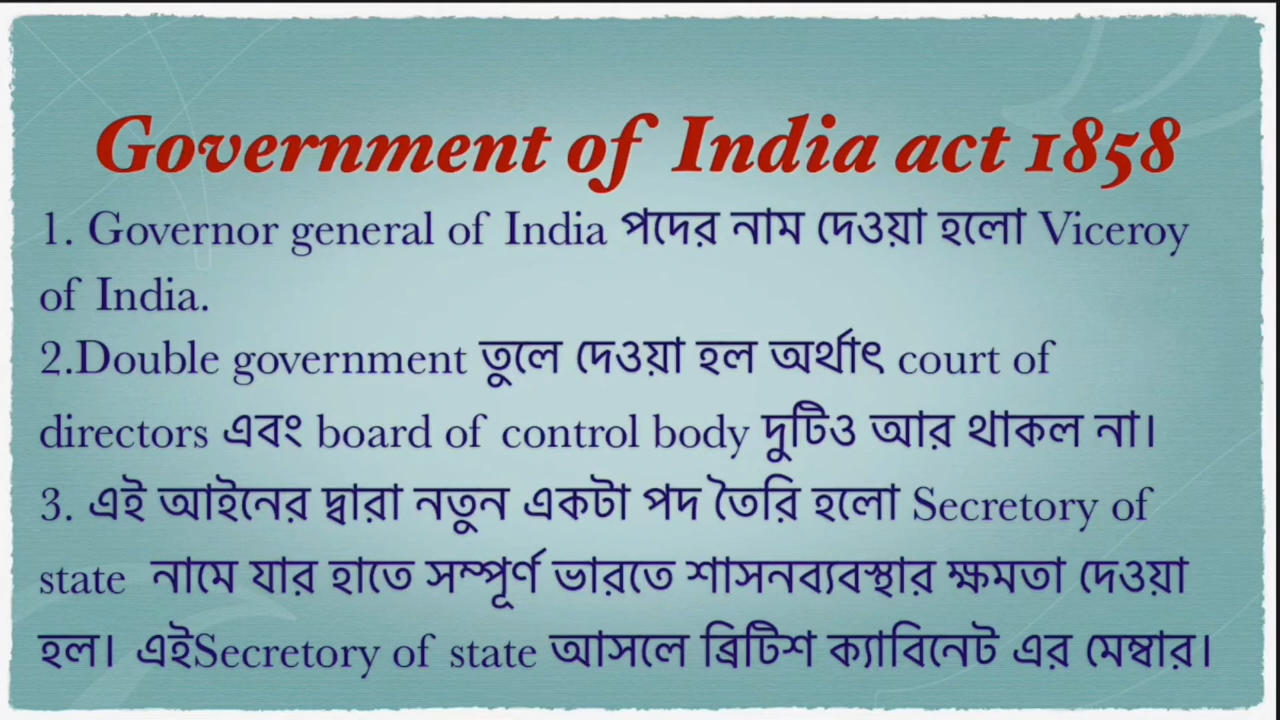 Government of India act 1858
1. Governor general of India পদের নাম দেওয়া হলো Viceroy
of India.
2.Double government তুলে দেওয়া হল অর্থাৎ court of
directors এবং board of control body দুটিও আর থাকল না।
3. এই আইনের দ্বারা নতুন একটা পদ তৈরি হলো Secretory of
state নামে যার হাতে সম্পূর্ণ ভারতে শাসনব্যবস্থার ক্ষমতা দেওয়া
হল। এইSecretory of state আসলে ব্রিটিশ ক্যাবিনেট এর মেম্বার।